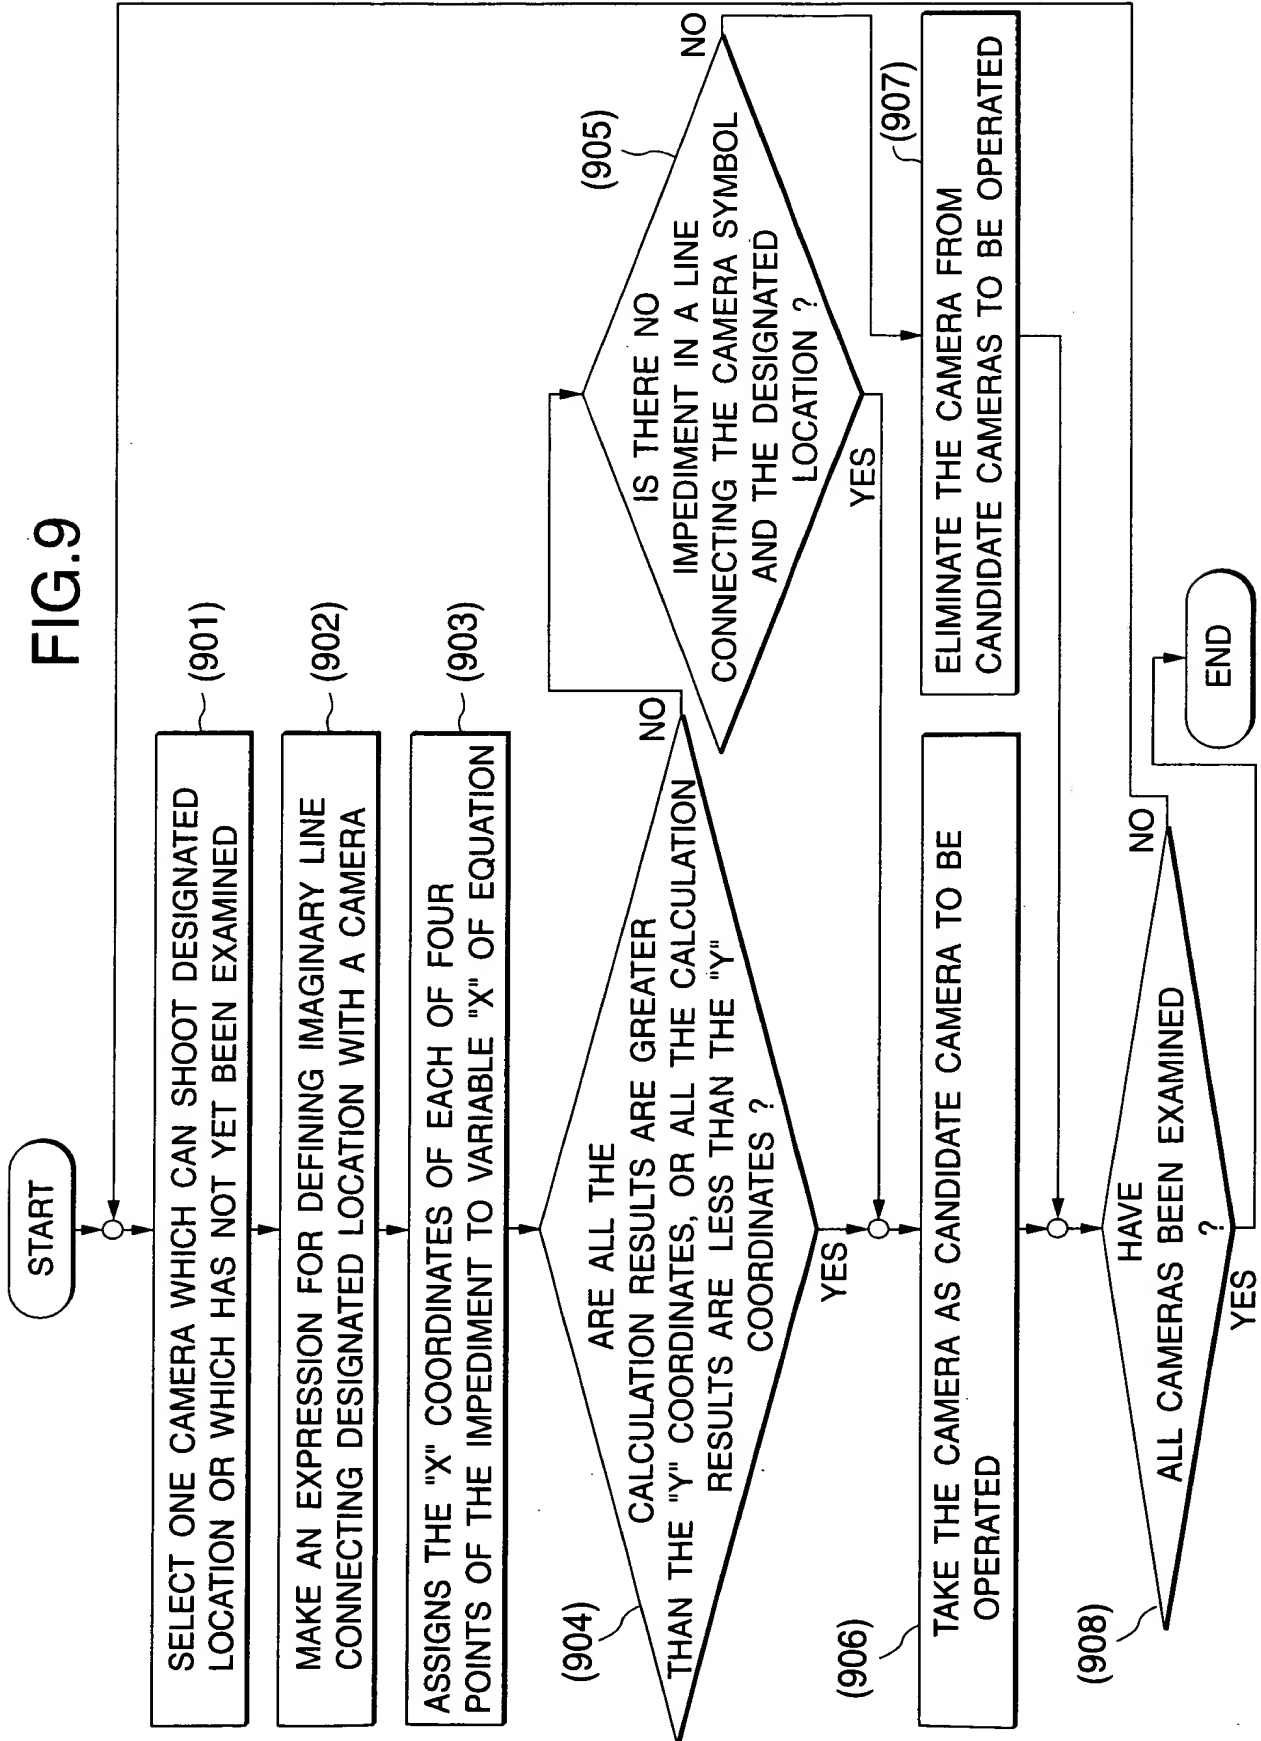 FIG.9
START
SELECT ONE CAMERA WHICH CAN SHOOT DESIGNATED
LOCATION OR WHICH HAS NOT YET BEEN EXAMINED
(901)
MAKE AN EXPRESSION FOR DEFINING IMAGINARY LINE
CONNECTING DESIGNATED LOCATION WITH A CAMERA
(902)
ASSIGNS THE "X" COORDINATES OF EACH OF FOUR
POINTS OF THE IMPEDIMENT TO VARIABLE "X" OF EQUATION
(903)
(904)
ARE ALL THE
CALCULATION RESULTS ARE GREATER
THAN THE "Y" COORDINATES, OR ALL THE CALCULATION
RESULTS ARE LESS THAN THE "Y"
COORDINATES ?
NO
YES
(905)
IS THERE NO
IMPEDIMENT IN A LINE
CONNECTING THE CAMERA SYMBOL
AND THE DESIGNATED
LOCATION ?
NO
YES
(906)
TAKE THE CAMERA AS CANDIDATE CAMERA TO BE
OPERATED
(907)
ELIMINATE THE CAMERA FROM
CANDIDATE CAMERAS TO BE OPERATED
(908)
HAVE
ALL CAMERAS BEEN EXAMINED
?
NO
YES
END